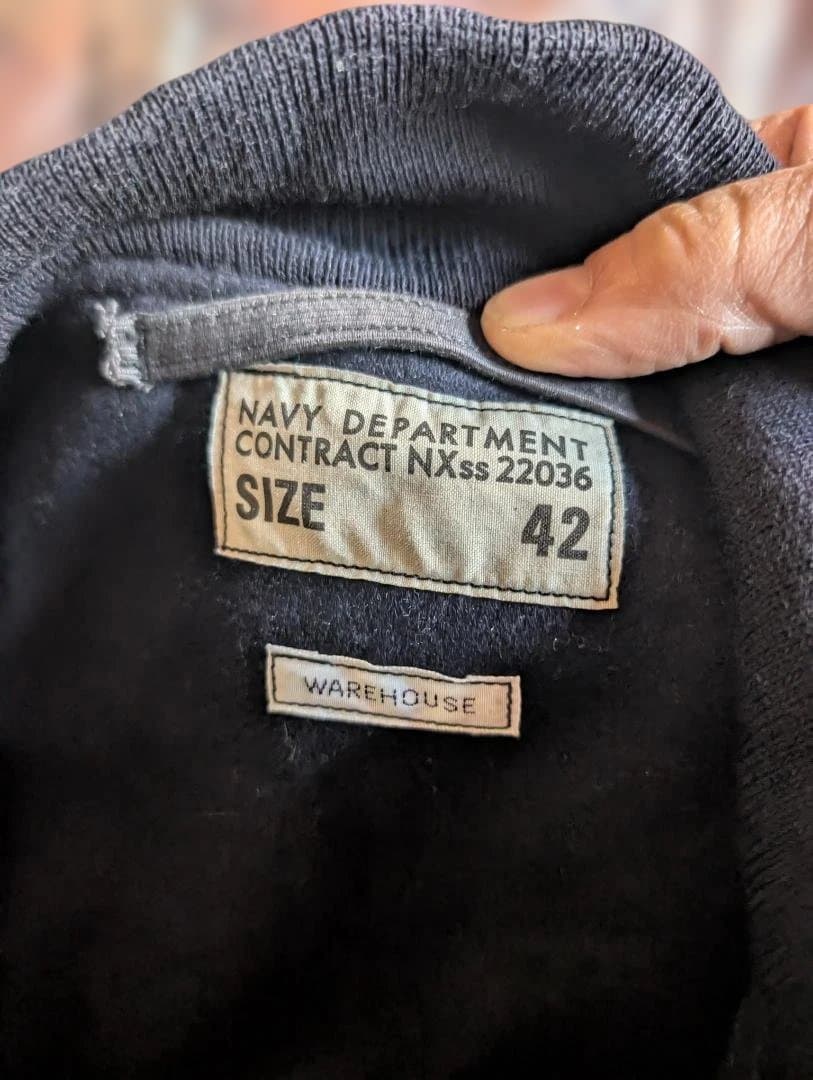 NAVY DEPARTMENT
CONTRACT NXss 22036
SIZE 42
WAREHOUSE